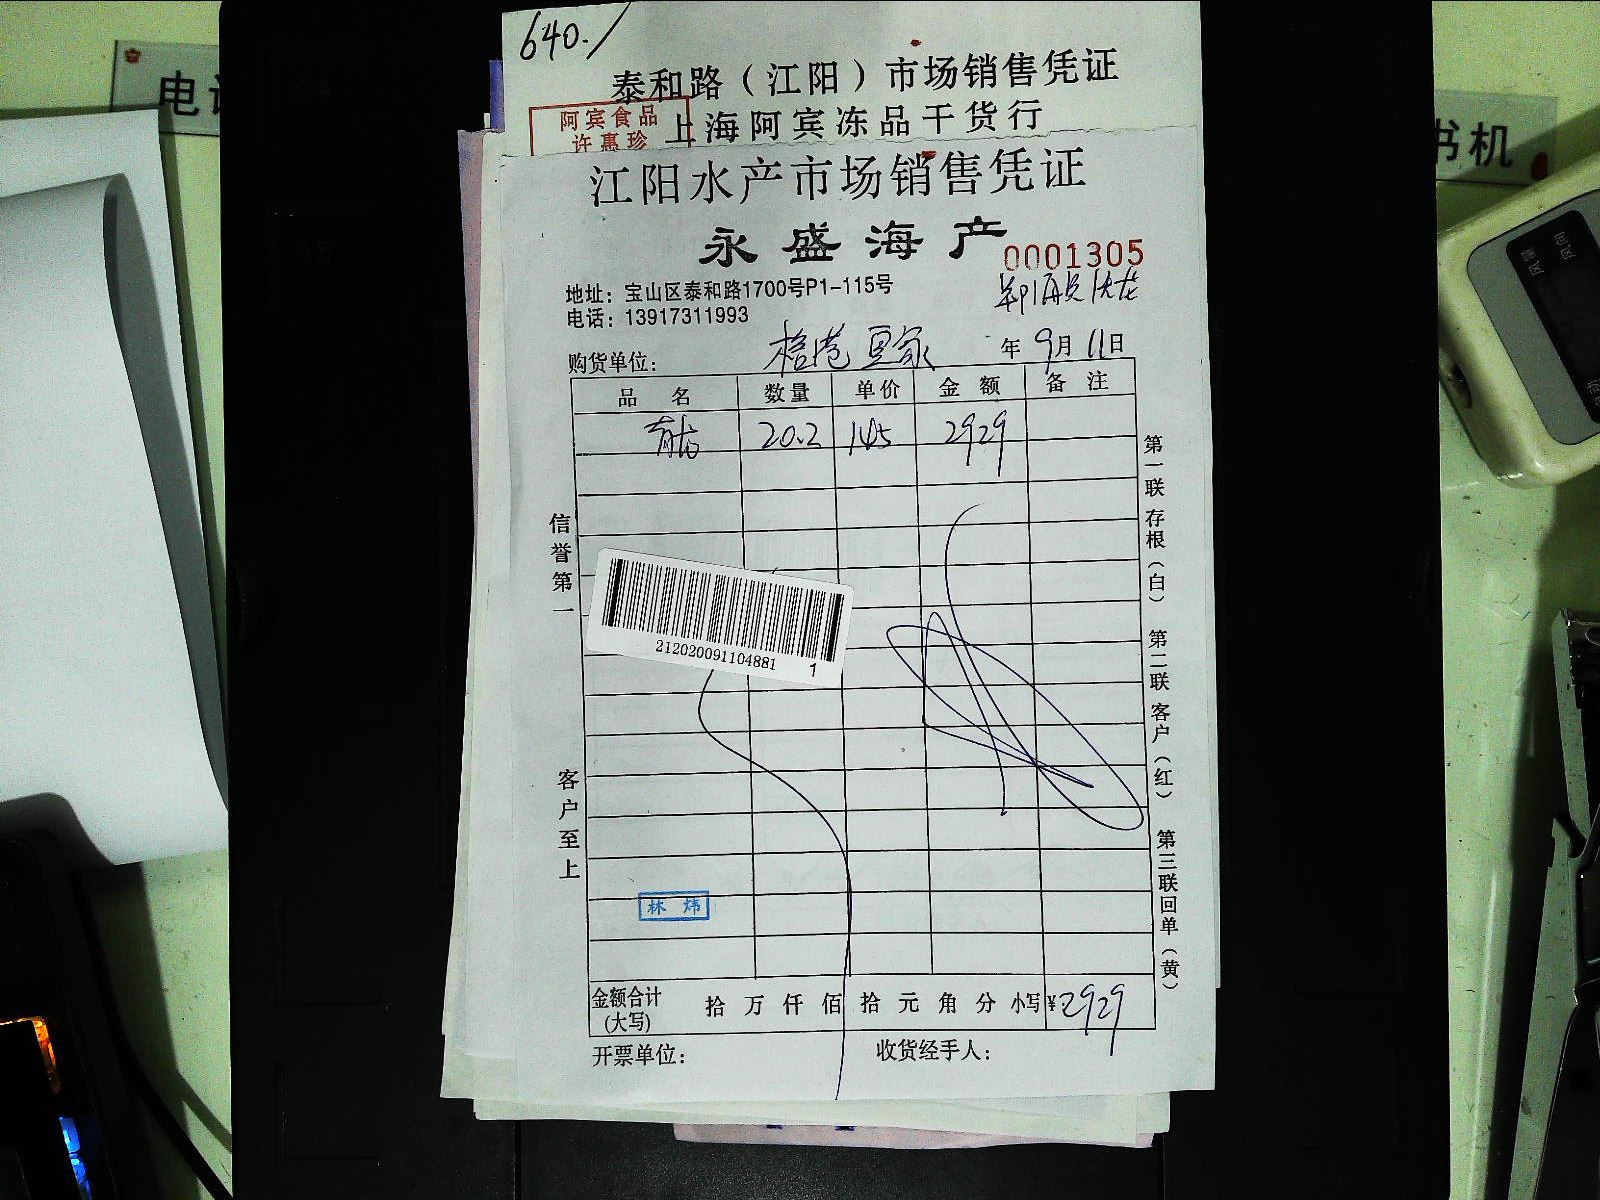 640./
泰和路（江阳）市场销售凭证
阿宾食品
许惠珍
上海阿宾冻品干货行
江阳水产市场销售凭证
永盛海产
0001305
地址：宝山区泰和路1700号P1-115号
电话：13917311993
购货单位：
年 9月 11日
品名 数量 单价 金额 备注
20.2 145 2929
信誉第一
客户至上
第一联 存根（白） 第二联 客户（红） 第三联 回单（黄）
212020091104881
1
林炜
金额合计
(大写)
拾 万 仟 佰 拾 元 角 分 小写 ¥2929
开票单位： 收货经手人：
电
书机